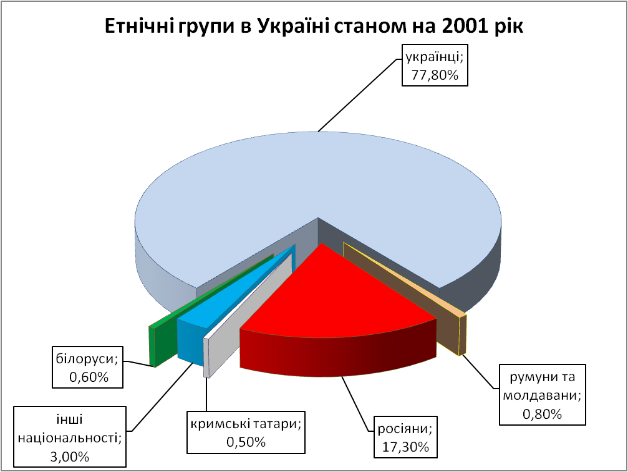 Етнічні групи в Україні станом на 2001 рік
українці;
77,80%
білоруси;
0,60%
інші
національності;
3,00%
кримські татари;
0,50%
росіяни;
17,30%
румуни та
молдавани;
0,80%